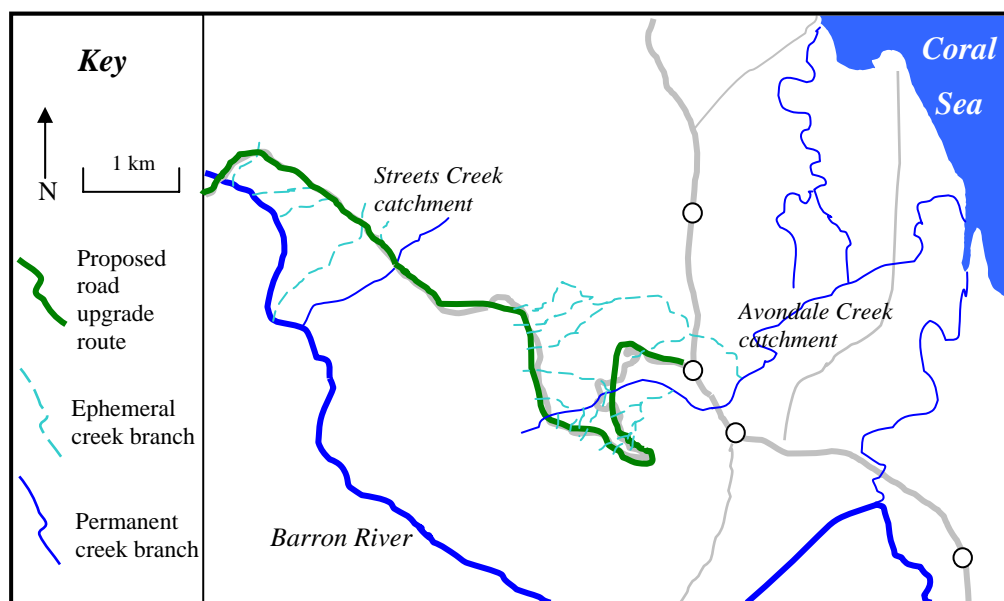 Key
N
1 km
Proposed
road
upgrade
route
Ephemeral
creek branch
Permanent
creek branch
Streets Creek
catchment
Coral
Sea
Avondale Creek
catchment
Barron River